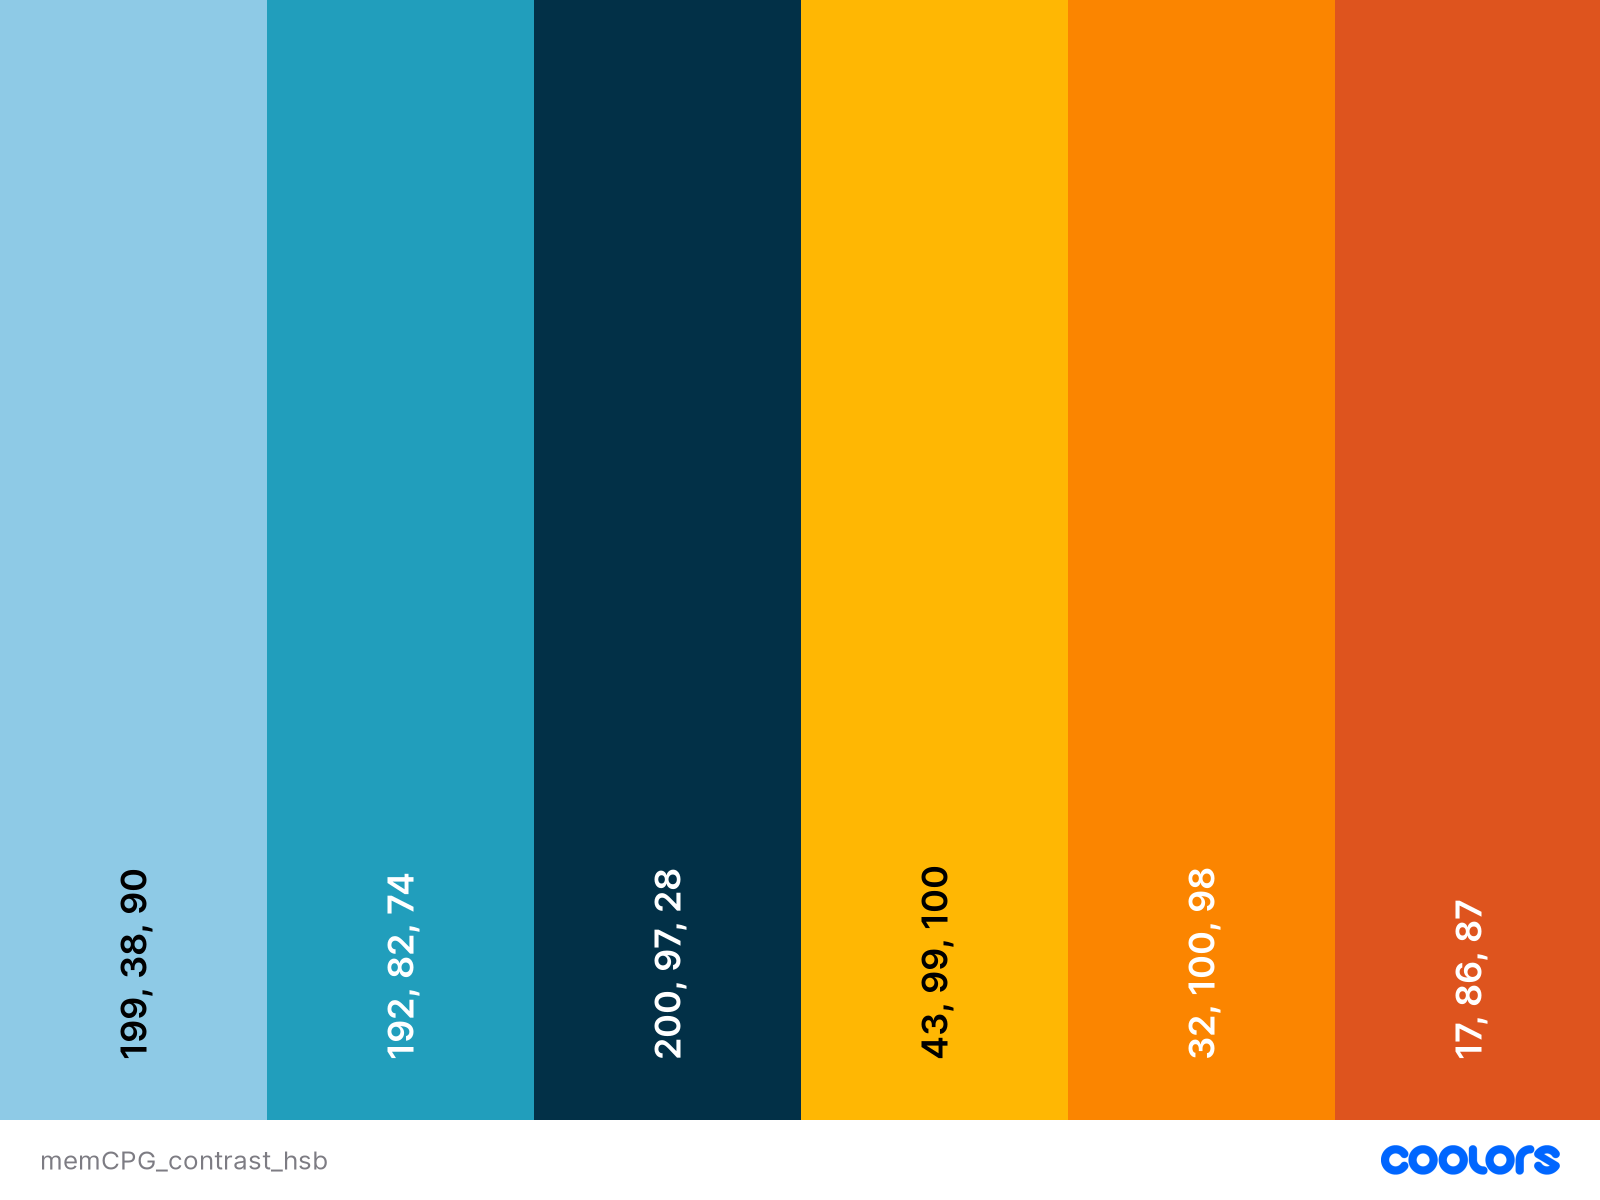 199, 38, 90
192, 82, 74
200, 97, 28
43, 99, 100
32, 100, 98
17, 86, 87
memCPG_contrast_hsb
coolors